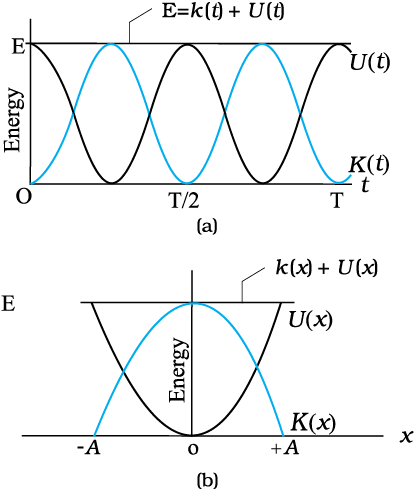 E=k(t) + U(t)
E
U(t)
Energy
K(t)
O
T/2
T
t
(a)
k(x) + U(x)
E
U(x)
Energy
K(x)
-A
o
+A
x
(b)